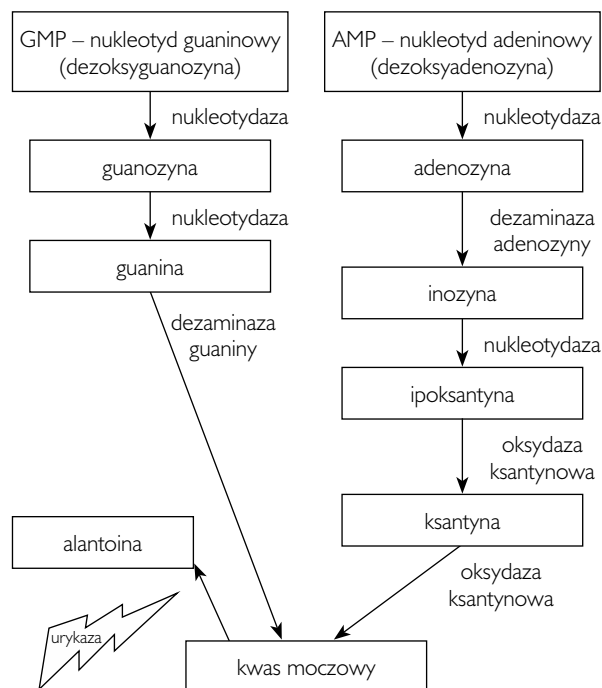 GMP – nukleotyd guaninowy
(dezoksyguanozyna)
AMP – nukleotyd adeninowy
(dezoksyadenozyna)
nukleotydaza
nukleotydaza
guanozyna
adenozyna
nukleotydaza
dezaminaza
adenozyny
guanina
inozyna
dezaminaza
guaniny
nukleotydaza
ipoksantyna
oksydaza
ksantynowa
ksantyna
alantoina
oksydaza
ksantynowa
urykaza
kwas moczowy